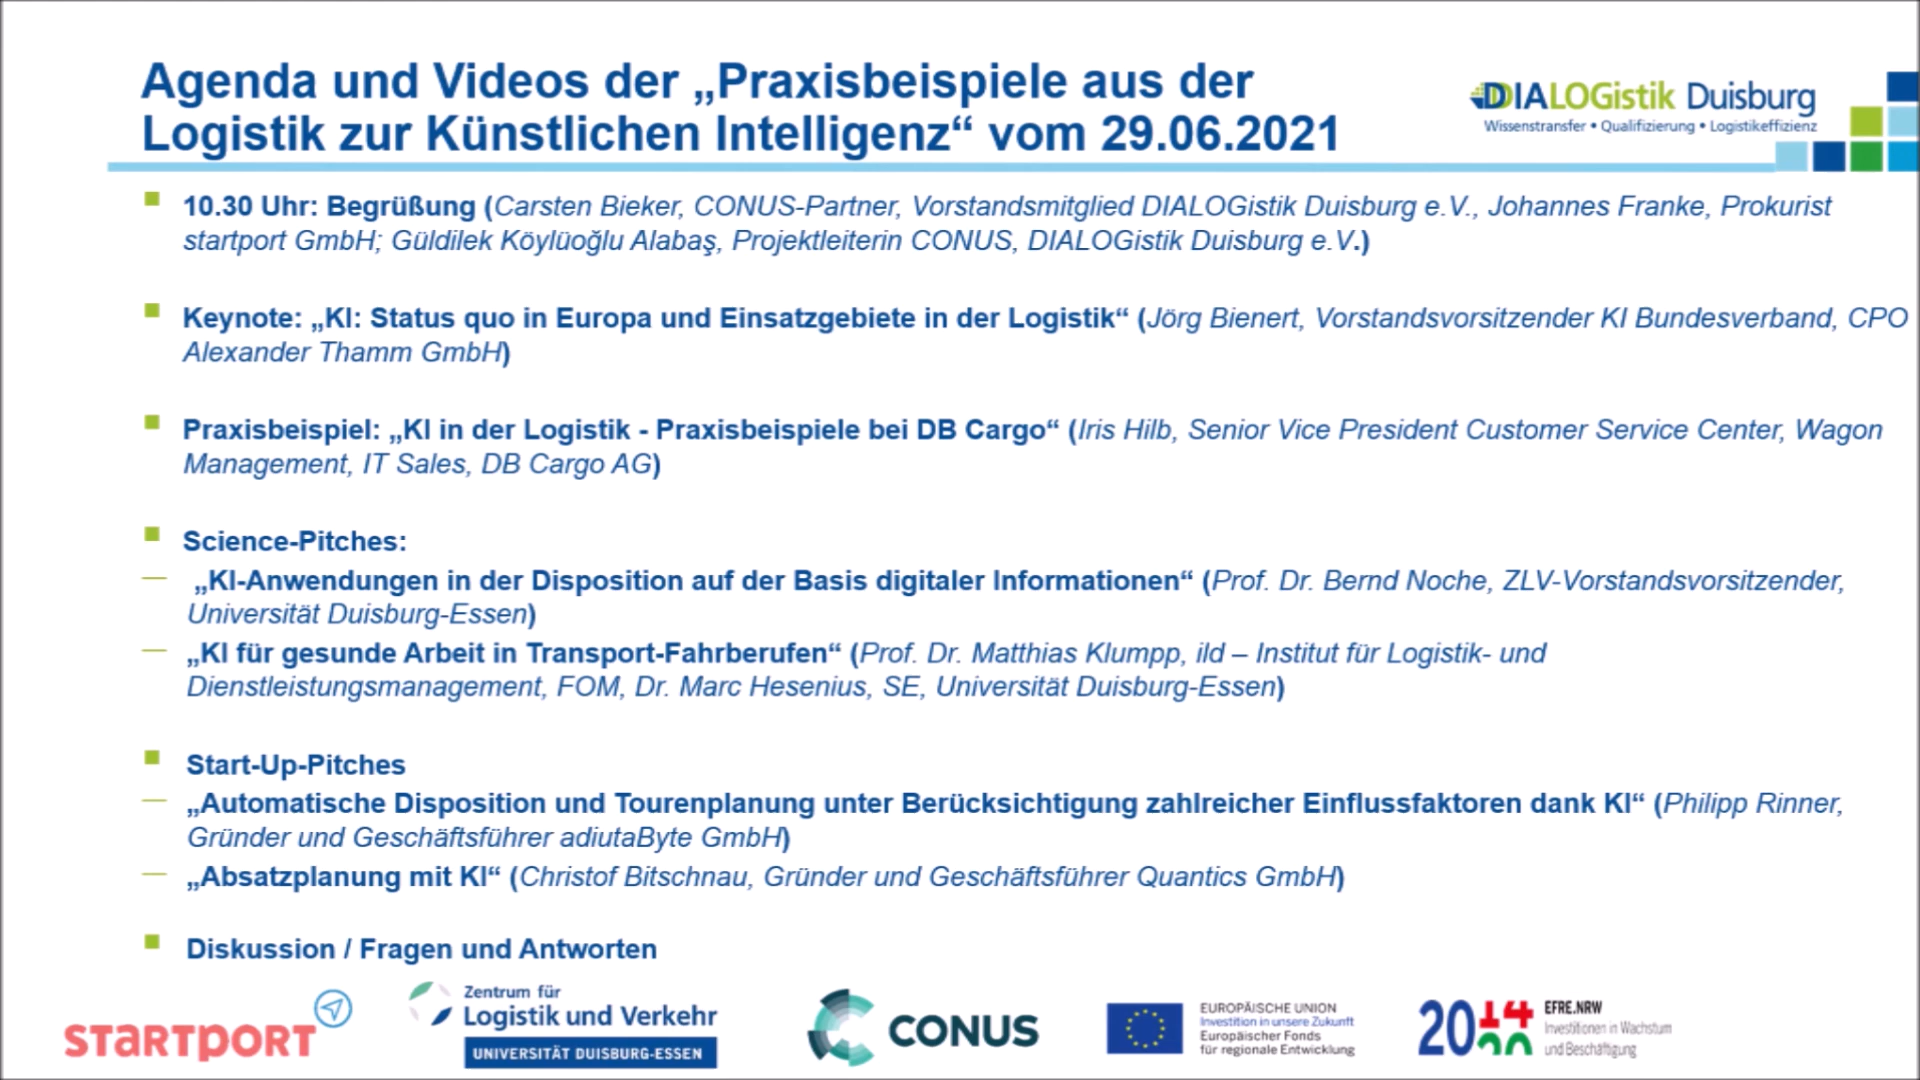 Agenda und Videos der „Praxisbeispiele aus der
Logistik zur Künstlichen Intelligenz“ vom 29.06.2021
DIALOGistik Duisburg
Wissenstransfer • Qualifizierung • Logistikeffizienz
10.30 Uhr: Begrüßung (Carsten Bieker, CONUS-Partner, Vorstandsmitglied DIALOGistik Duisburg e.V., Johannes Franke, Prokurist
startport GmbH; Güldilek Köylüoğlu Alabaş, Projektleiterin CONUS, DIALOGistik Duisburg e.V.)
Keynote: „KI: Status quo in Europa und Einsatzgebiete in der Logistik“ (Jörg Bienert, Vorstandsvorsitzender KI Bundesverband, CPO
Alexander Thamm GmbH)
Praxisbeispiel: „KI in der Logistik - Praxisbeispiele bei DB Cargo“ (Iris Hilb, Senior Vice President Customer Service Center, Wagon
Management, IT Sales, DB Cargo AG)
Science-Pitches:
— „KI-Anwendungen in der Disposition auf der Basis digitaler Informationen“ (Prof. Dr. Bernd Noche, ZLV-Vorstandsvorsitzender,
Universität Duisburg-Essen)
— „KI für gesunde Arbeit in Transport-Fahrberufen“ (Prof. Dr. Matthias Klumpp, ild – Institut für Logistik- und
Dienstleistungsmanagement, FOM, Dr. Marc Hesenius, SE, Universität Duisburg-Essen)
Start-Up-Pitches
— „Automatische Disposition und Tourenplanung unter Berücksichtigung zahlreicher Einflussfaktoren dank KI“ (Philipp Rinner,
Gründer und Geschäftsführer adiutaByte GmbH)
— „Absatzplanung mit KI“ (Christof Bitschnau, Gründer und Geschäftsführer Quantics GmbH)
Diskussion / Fragen und Antworten
STARTPORT
Zentrum für
Logistik und Verkehr
UNIVERSITÄT DUISBURG-ESSEN
CONUS
EUROPÄISCHE UNION
Investition in unsere Zukunft
Europäischer Fonds
für regionale Entwicklung
2014
20
EFRE.NRW
Investitionen in Wachstum
und Beschäftigung